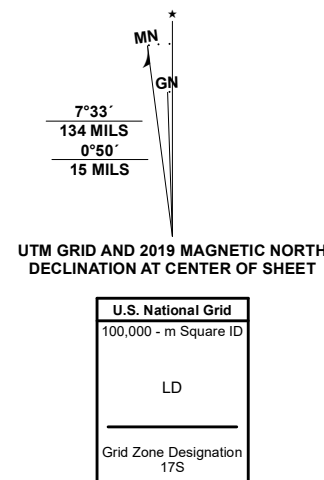 ★
MN
GN
7°33´
134 MILS
0°50´
15 MILS
UTM GRID AND 2019 MAGNETIC NORTH
DECLINATION AT CENTER OF SHEET
U.S. National Grid
100,000 - m Square ID
LD
Grid Zone Designation
17S